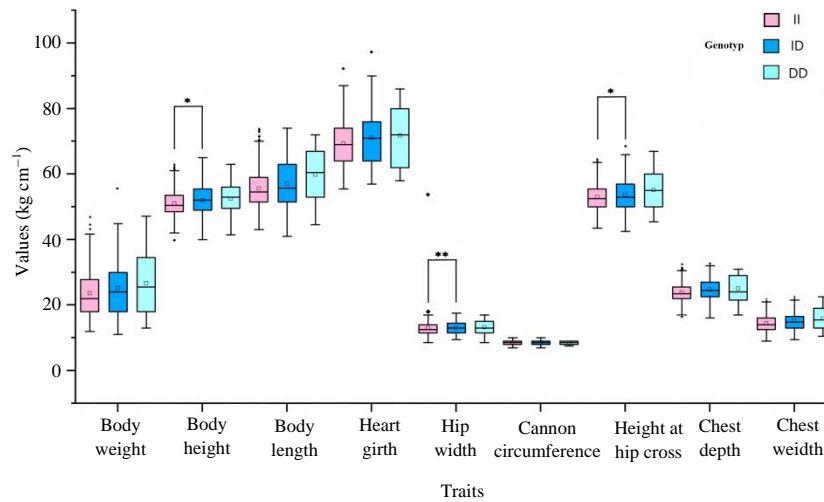 II
Genotyp
ID
DD
100
80
60
40
20
0
Values (kg cm−1)
*
**
*
Body weight
Body height
Body length
Heart girth
Hip width
Cannon circumference
Height at hip cross
Chest depth
Chest weidth
Traits